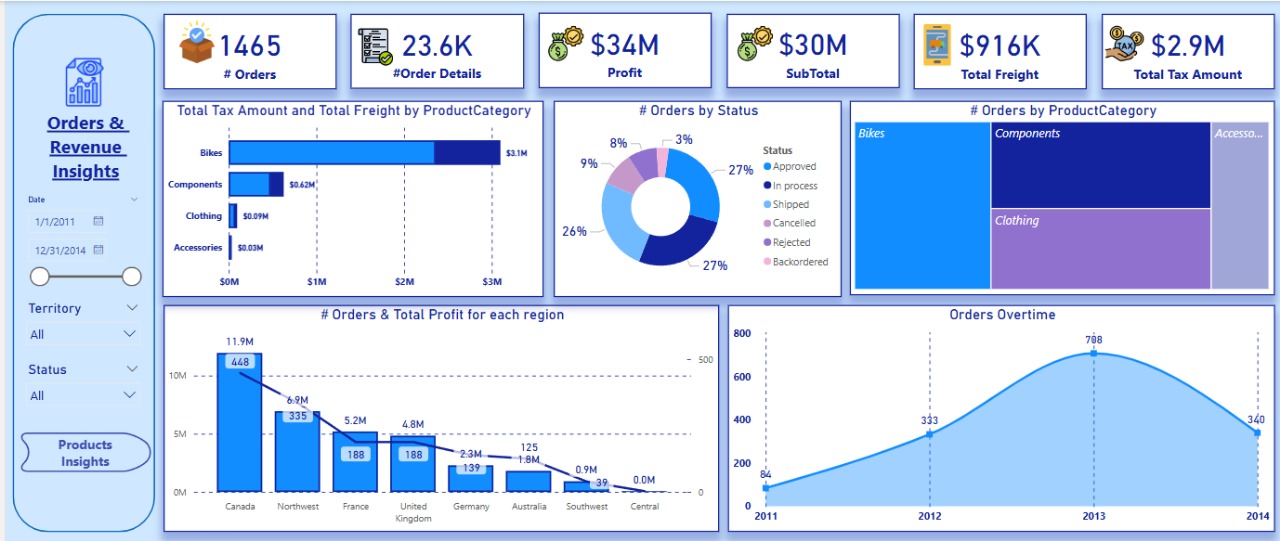 Orders &
Revenue
Insights
Date
1/1/2011
12/31/2014
Territory
All
Status
All
Products
Insights
1465
# Orders
23.6K
#Order Details
$34M
Profit
$30M
SubTotal
$916K
Total Freight
TAX
$2.9M
Total Tax Amount
Total Tax Amount and Total Freight by ProductCategory
Bikes
$3.1M
Components
$0.62M
Clothing
$0.09M
Accessories
$0.03M
$0M
$1M
$2M
$3M
# Orders by Status
3%
8%
9%
26%
27%
27%
Status
Approved
In process
Shipped
Cancelled
Rejected
Backordered
# Orders by ProductCategory
Bikes
Components
Accesso...
Clothing
# Orders & Total Profit for each region
10M
5M
0M
500
0
11.9M
448
6.9M
335
5.2M
188
4.8M
188
2.3M
139
125
1.8M
0.9M
39
0.0M
Canada
Northwest
France
United
Kingdom
Germany
Australia
Southwest
Central
Orders Overtime
800
600
400
200
0
84
333
708
340
2011
2012
2013
2014